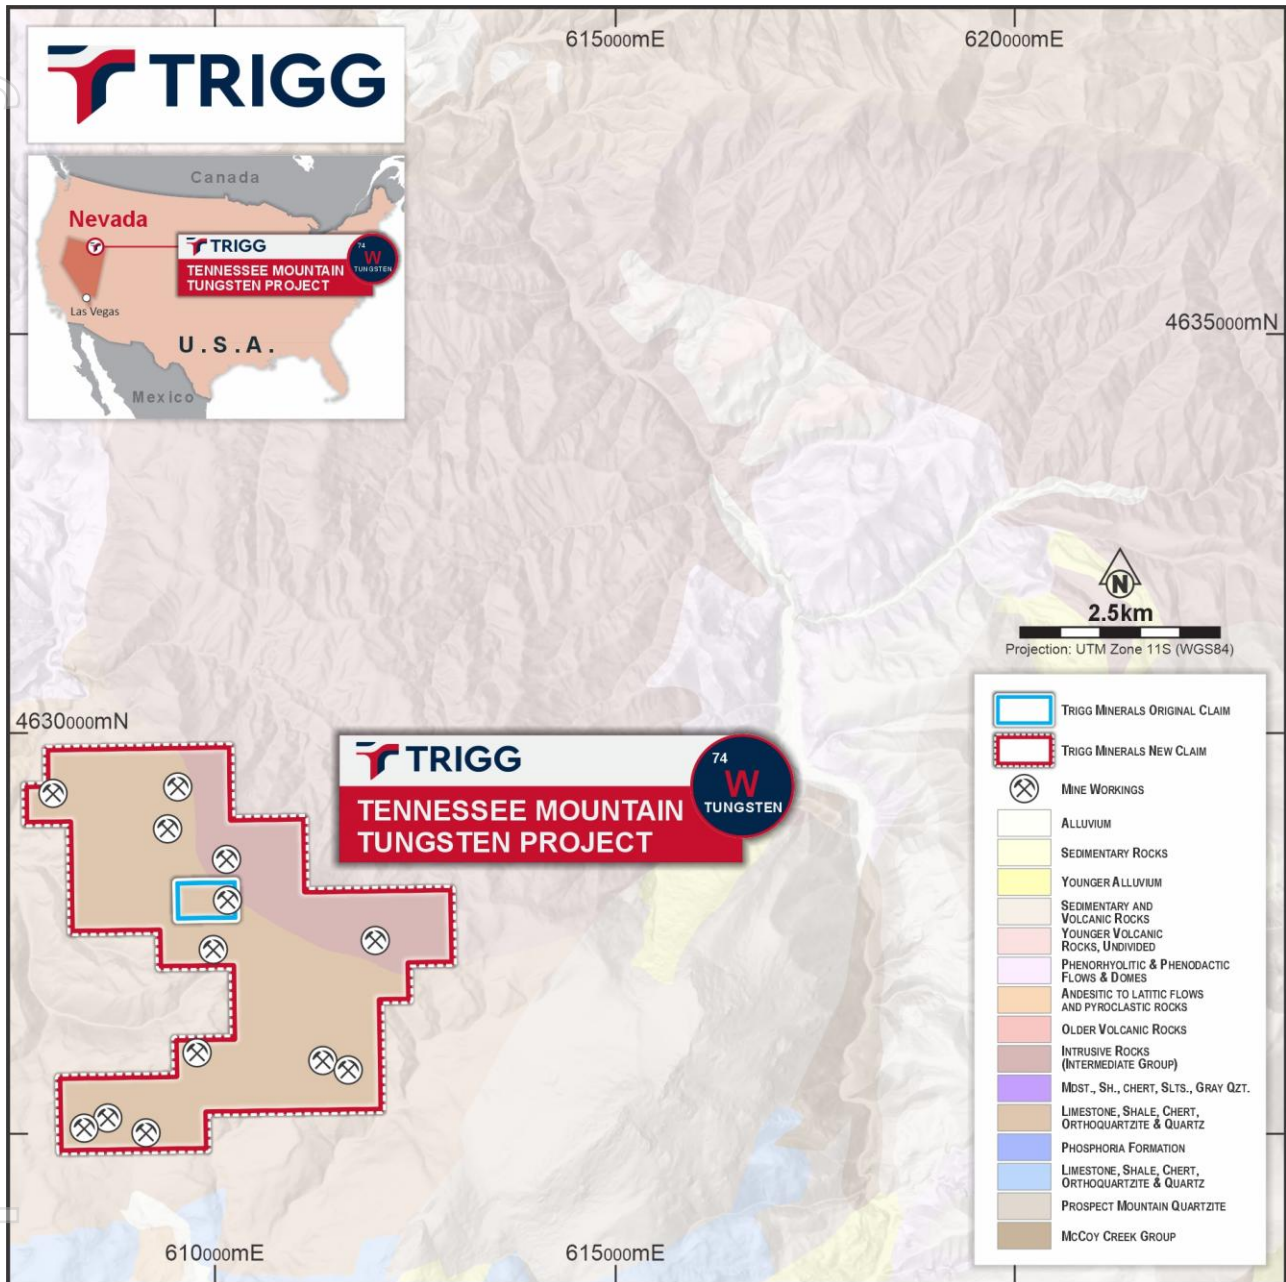 615000mE
620000mE
TRIGG
Canada
Nevada
TRIGG
74
W
TUNGSTEN
TENNESSEE MOUNTAIN
TUNGSTEN PROJECT
Las Vegas
U.S.A.
Mexico
4635000mN
N
2.5km
Projection: UTM Zone 11S (WGS84)
4630000mN
TRIGG
74
W
TUNGSTEN
TENNESSEE MOUNTAIN
TUNGSTEN PROJECT
TRIGG MINERALS ORIGINAL CLAIM
TRIGG MINERALS NEW CLAIM
MINE WORKINGS
ALLUVIUM
SEDIMENTARY ROCKS
YOUNGER ALLUVIUM
SEDIMENTARY AND
VOLCANIC ROCKS
YOUNGER VOLCANIC
ROCKS, UNDIVIDED
PHENORHYOLITIC & PHENODACTIC
FLOWS & DOMES
ANDESITIC TO LATITIC FLOWS
AND PYROCLASTIC ROCKS
OLDER VOLCANIC ROCKS
INTRUSIVE ROCKS
(INTERMEDIATE GROUP)
MDST., SH., CHERT, SLTS., GRAY QZT.
LIMESTONE, SHALE, CHERT,
ORTHOQUARTZITE & QUARTZ
PHOSPHORIA FORMATION
LIMESTONE, SHALE, CHERT,
ORTHOQUARTZITE & QUARTZ
PROSPECT MOUNTAIN QUARTZITE
MCCOY CREEK GROUP
610000mE
615000mE